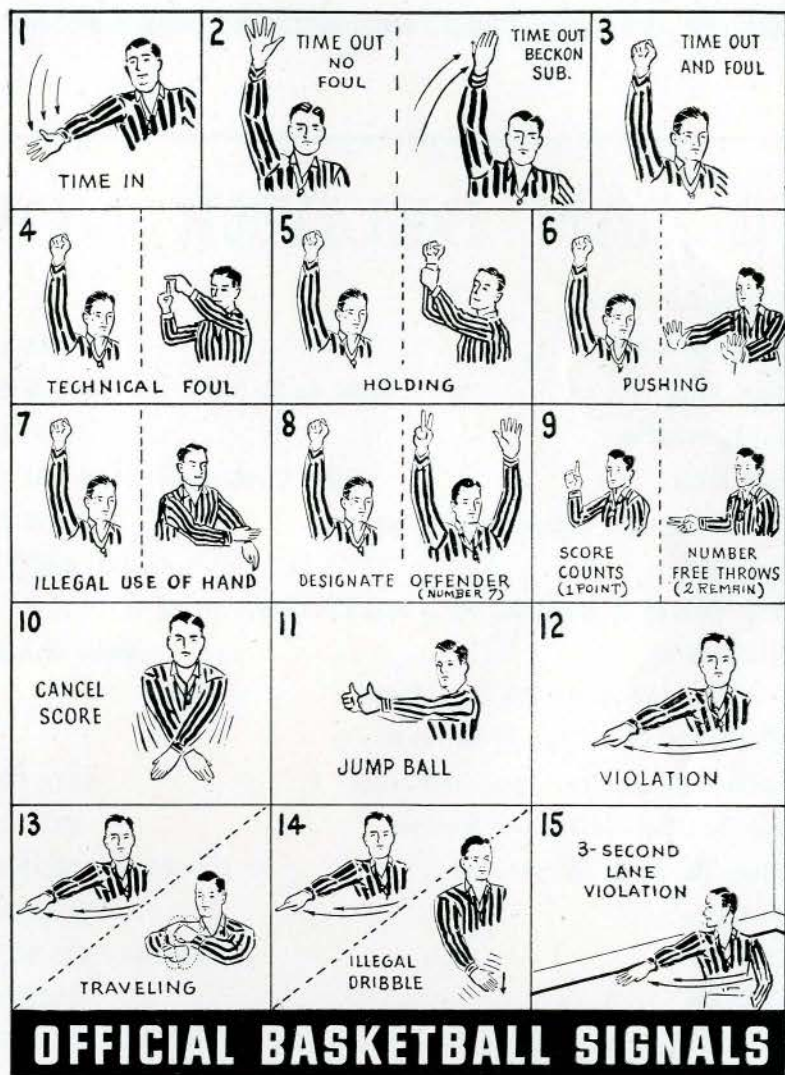 1
TIME IN
2
TIME OUT
NO
FOUL
TIME OUT
BECKON
SUB.
3
TIME OUT
AND FOUL
4
TECHNICAL FOUL
5
HOLDING
6
PUSHING
7
ILLEGAL USE OF HAND
8
DESIGNATE OFFENDER
(NUMBER 7)
9
SCORE
COUNTS
(1 POINT)
NUMBER
FREE THROWS
(2 REMAIN)
10
CANCEL
SCORE
11
JUMP BALL
12
VIOLATION
13
TRAVELING
14
ILLEGAL
DRIBBLE
15
3-SECOND
LANE
VIOLATION
OFFICIAL BASKETBALL SIGNALS